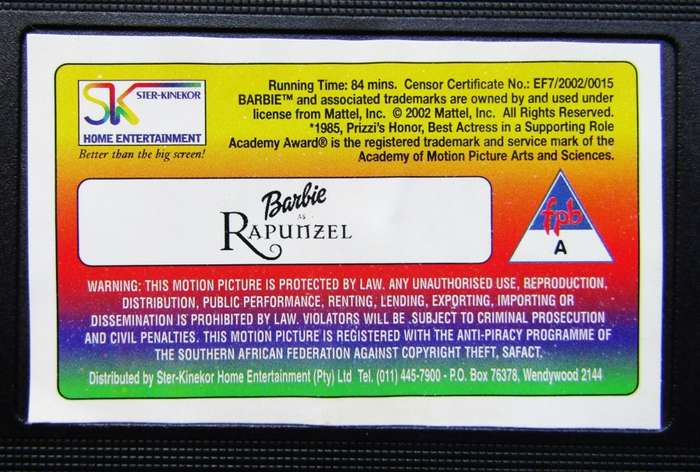 SK STER-KINEKOR
HOME ENTERTAINMENT
Better than the big screen!
Running Time: 84 mins. Censor Certificate No.: EF7/2002/0015
BARBIE™ and associated trademarks are owned by and used under
license from Mattel, Inc. © 2002 Mattel, Inc. All Rights Reserved.
*1985, Prizzi's Honor, Best Actress in a Supporting Role
Academy Award® is the registered trademark and service mark of the
Academy of Motion Picture Arts and Sciences.
Barbie
AS
RAPUNZEL
fpb
A
WARNING: THIS MOTION PICTURE IS PROTECTED BY LAW. ANY UNAUTHORISED USE, REPRODUCTION,
DISTRIBUTION, PUBLIC PERFORMANCE, RENTING, LENDING, EXPORTING, IMPORTING OR
DISSEMINATION IS PROHIBITED BY LAW. VIOLATORS WILL BE SUBJECT TO CRIMINAL PROSECUTION
AND CIVIL PENALTIES. THIS MOTION PICTURE IS REGISTERED WITH THE ANTI-PIRACY PROGRAMME OF
THE SOUTHERN AFRICAN FEDERATION AGAINST COPYRIGHT THEFT, SAFACT.
Distributed by Ster-Kinekor Home Entertainment (Pty) Ltd Tel. (011) 445-7900 - P.O. Box 76378, Wendywood 2144